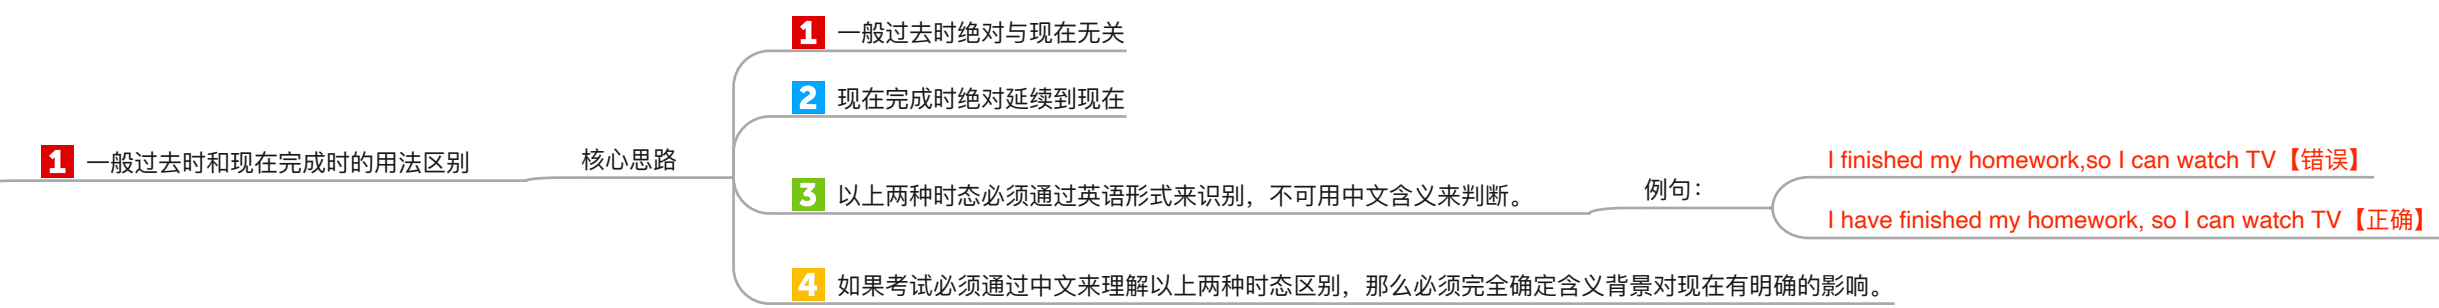 1 一般过去时和现在完成时的用法区别
核心思路
1 一般过去时绝对与现在无关
2 现在完成时绝对延续到现在
3 以上两种时态必须通过英语形式来识别，不可用中文含义来判断。
例句：
I finished my homework,so I can watch TV【错误】
I have finished my homework, so I can watch TV【正确】
4 如果考试必须通过中文来理解以上两种时态区别，那么必须完全确定含义背景对现在有明确的影响。